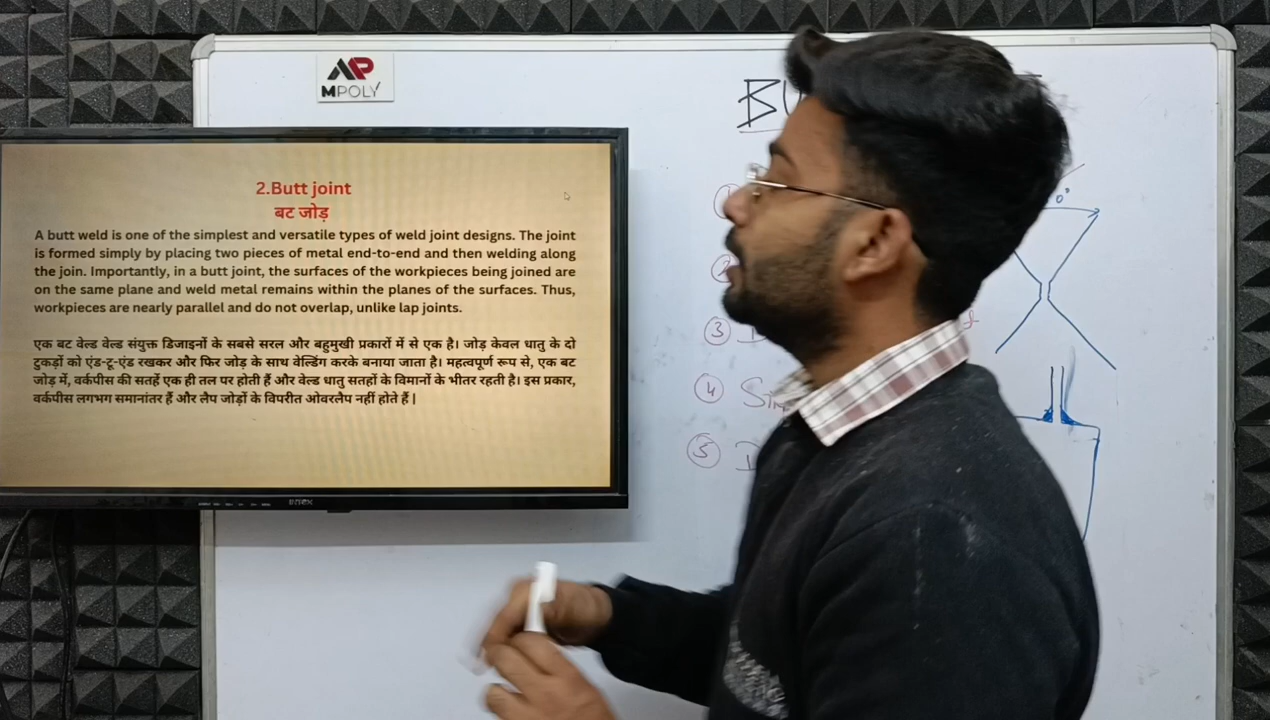 MPOLY
2.Butt joint
बट जोड़
A butt weld is one of the simplest and versatile types of weld joint designs. The joint
is formed simply by placing two pieces of metal end-to-end and then welding along
the join. Importantly, in a butt joint, the surfaces of the workpieces being joined are
on the same plane and weld metal remains within the planes of the surfaces. Thus,
workpieces are nearly parallel and do not overlap, unlike lap joints.
एक बट वेल्ड वेल्ड संयुक्त डिजाइनों के सबसे सरल और बहुमुखी प्रकारों में से एक है। जोड़ केवल धातु के दो
टुकड़ों को एंड-टू-एंड रखकर और फिर जोड़ के साथ वेल्डिंग करके बनाया जाता है। महत्वपूर्ण रूप से, एक बट
जोड़ में, वर्कपीस की सतहें एक ही तल पर होती हैं और वेल्ड धातु सतहों के विमानों के भीतर रहती है। इस प्रकार,
वर्कपीस लगभग समानांतर हैं और लैप जोड़ों के विपरीत ओवरलैप नहीं होते हैं |
3
4
5